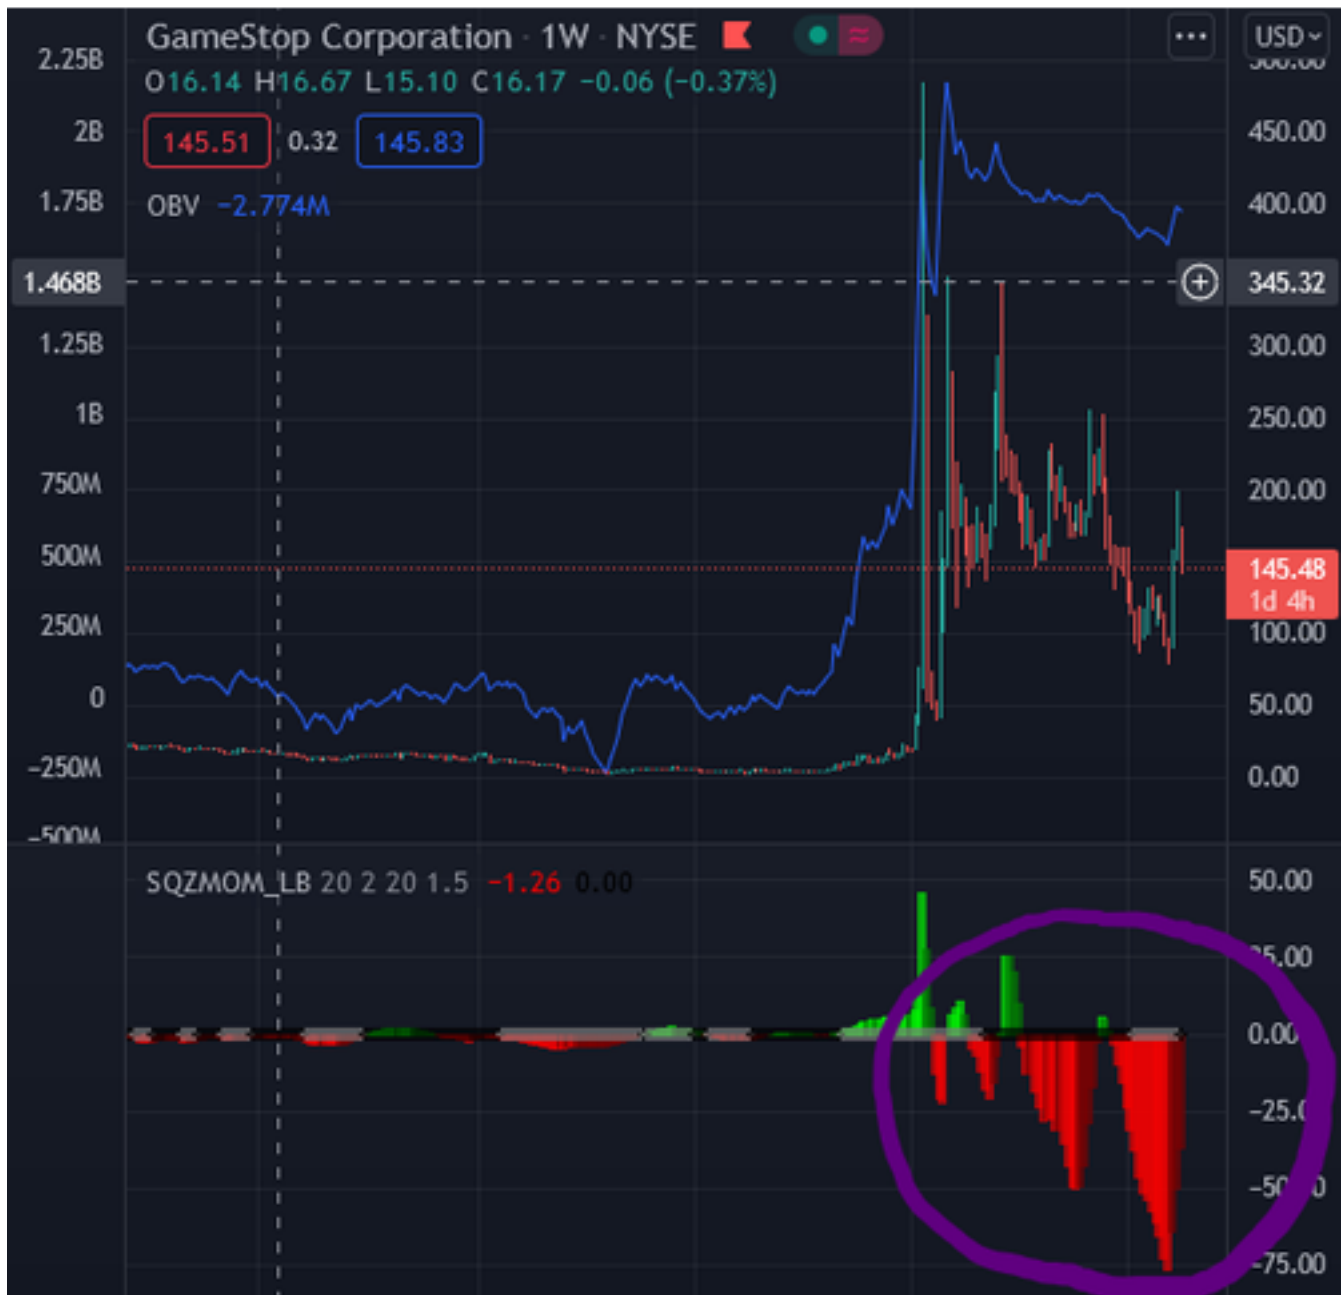 GameStop Corporation · 1W · NYSE
USD
O16.14 H16.67 L15.10 C16.17 −0.06 (−0.37%)
145.51 0.32 145.83
OBV −2.774M
2.25B
2B
1.75B
1.468B
1.25B
1B
750M
500M
250M
0
−250M
−500M
500.00
450.00
400.00
345.32
300.00
250.00
200.00
145.48
1d 4h
100.00
50.00
0.00
SQZMOM_LB 20 2 20 1.5 −1.26 0.00
50.00
0.00
−75.00